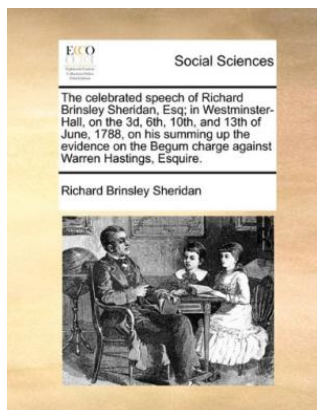 ECCO
Social Sciences
The celebrated speech of Richard
Brinsley Sheridan, Esq; in Westminster-
Hall, on the 3d, 6th, 10th, and 13th of
June, 1788, on his summing up the
evidence on the Begum charge against
Warren Hastings, Esquire.
Richard Brinsley Sheridan